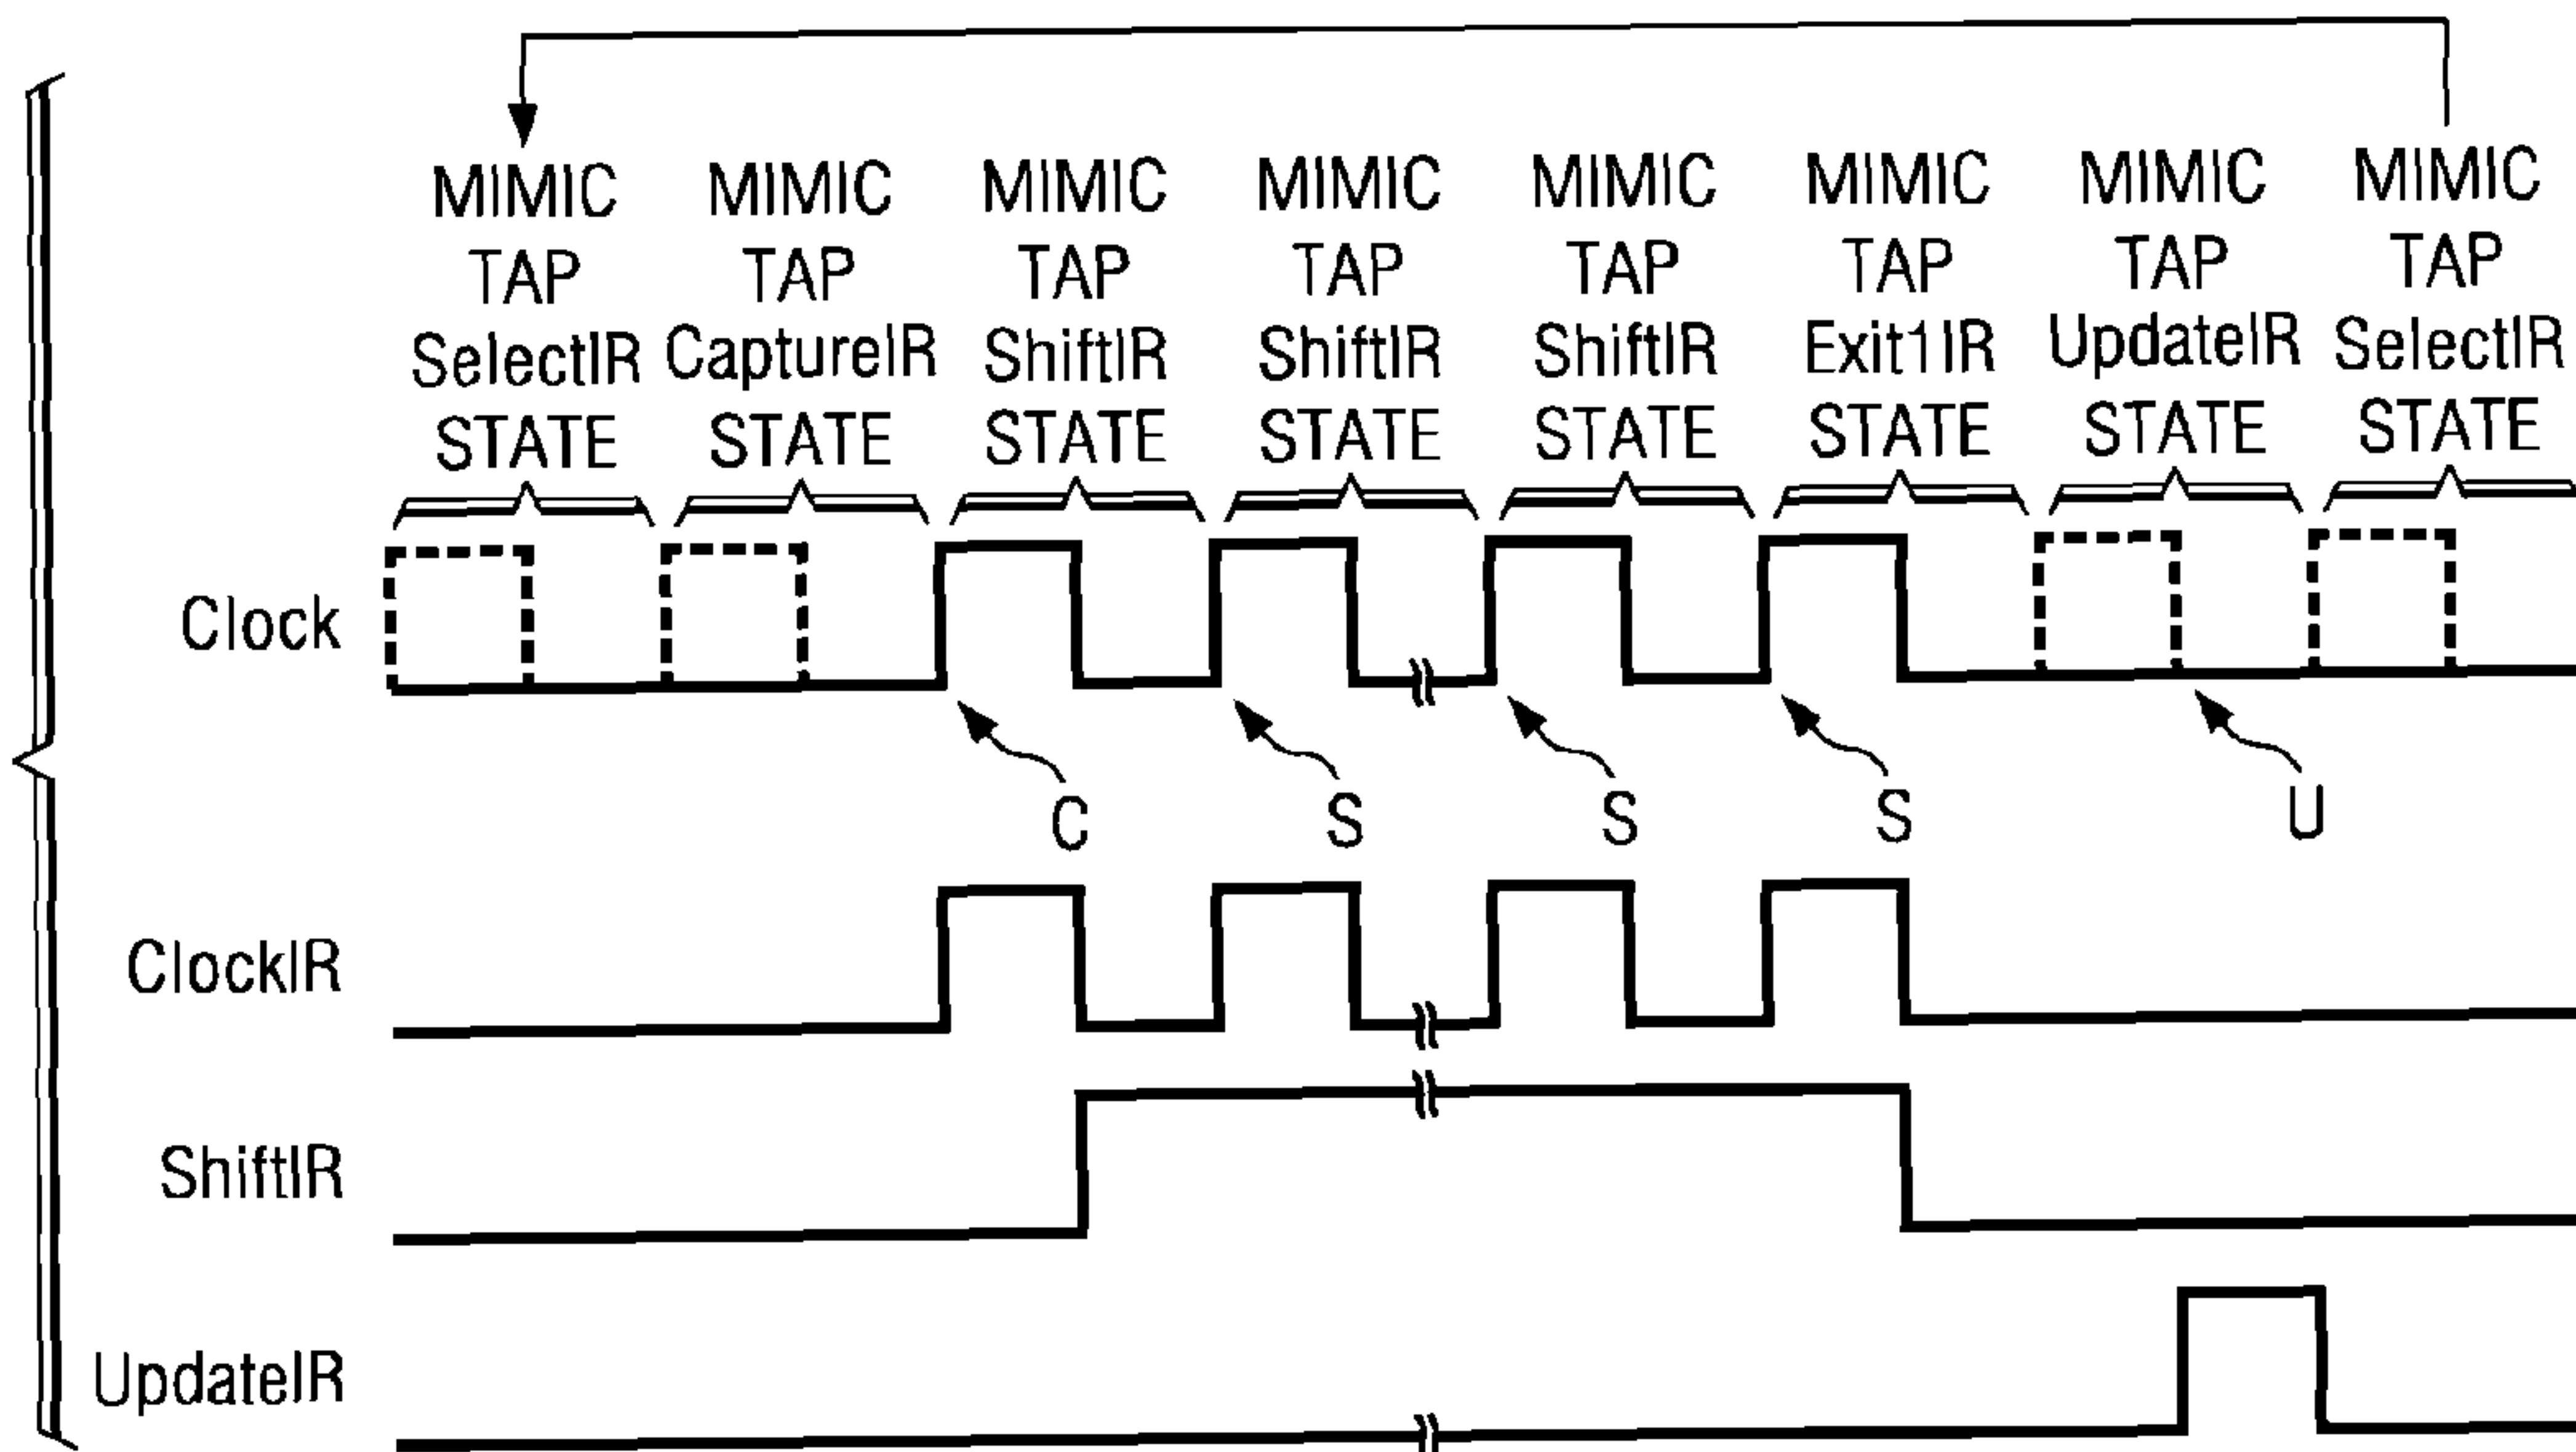 MIMIC MIMIC MIMIC MIMIC MIMIC MIMIC MIMIC MIMIC
TAP TAP TAP TAP TAP TAP TAP TAP
SelectIR CaptureIR ShiftIR ShiftIR ShiftIR Exit1IR UpdateIR SelectIR
STATE STATE STATE STATE STATE STATE STATE STATE
Clock
C S S S U
ClockIR
ShiftIR
UpdateIR